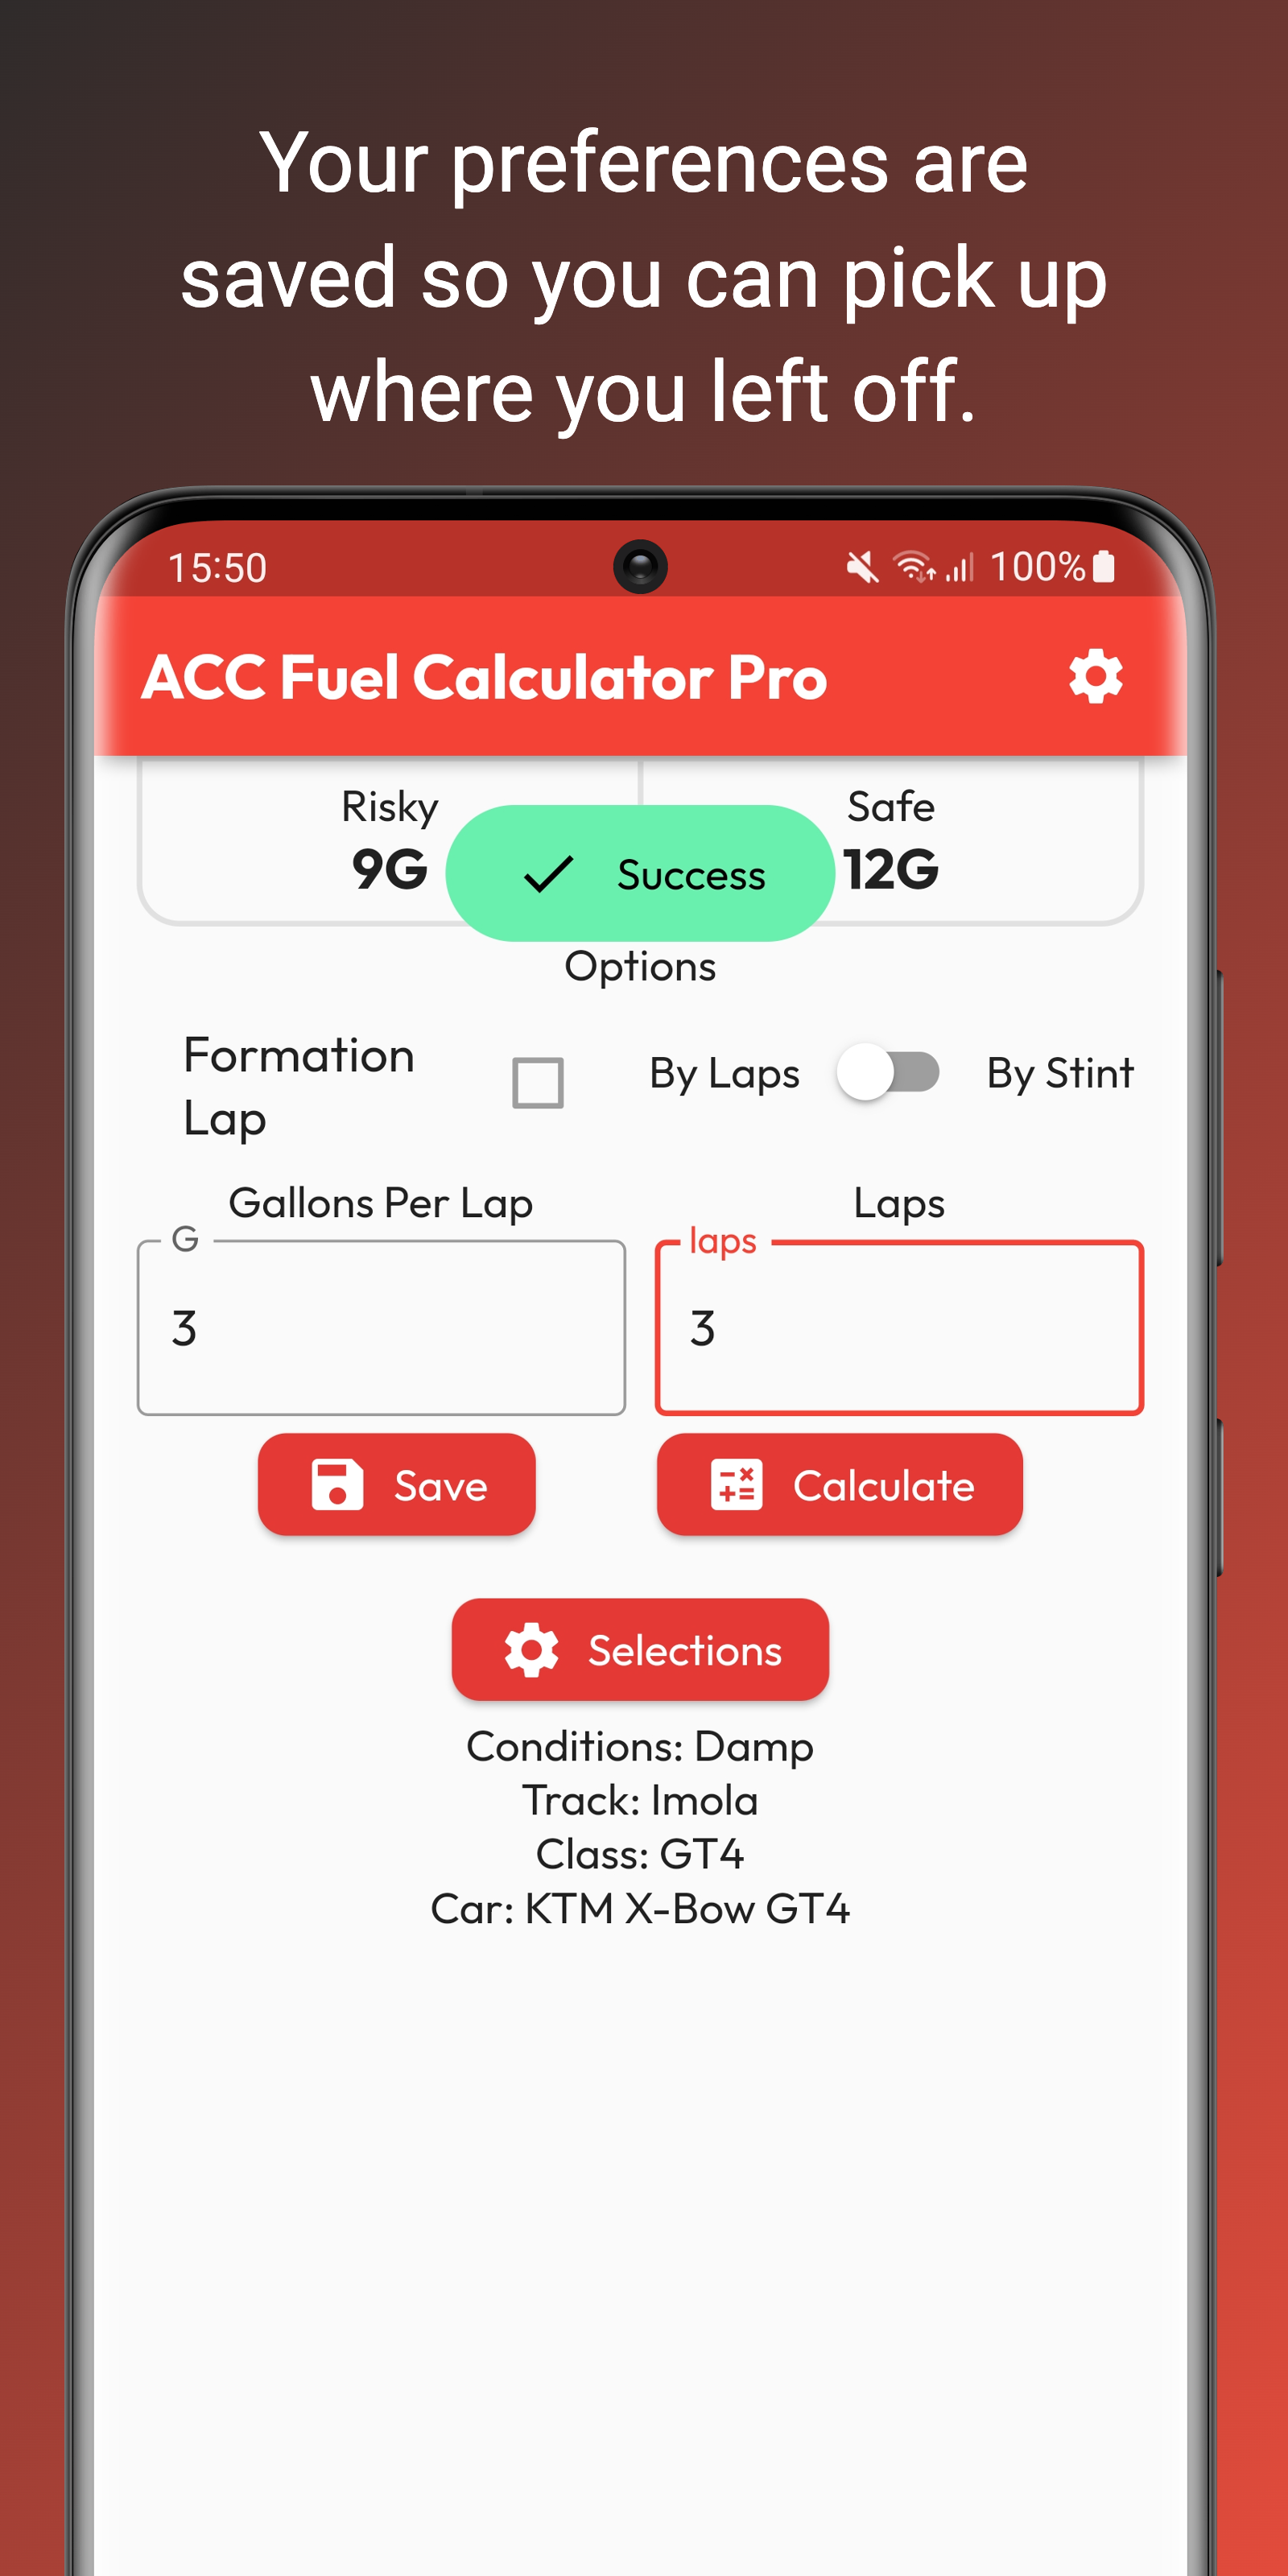 Your preferences are
saved so you can pick up
where you left off.
15:50
100%
ACC Fuel Calculator Pro
Risky
Safe
9G
Success
12G
Options
Formation
Lap
By Laps
By Stint
Gallons Per Lap
Laps
G
laps
3
3
Save
Calculate
Selections
Conditions: Damp
Track: Imola
Class: GT4
Car: KTM X-Bow GT4